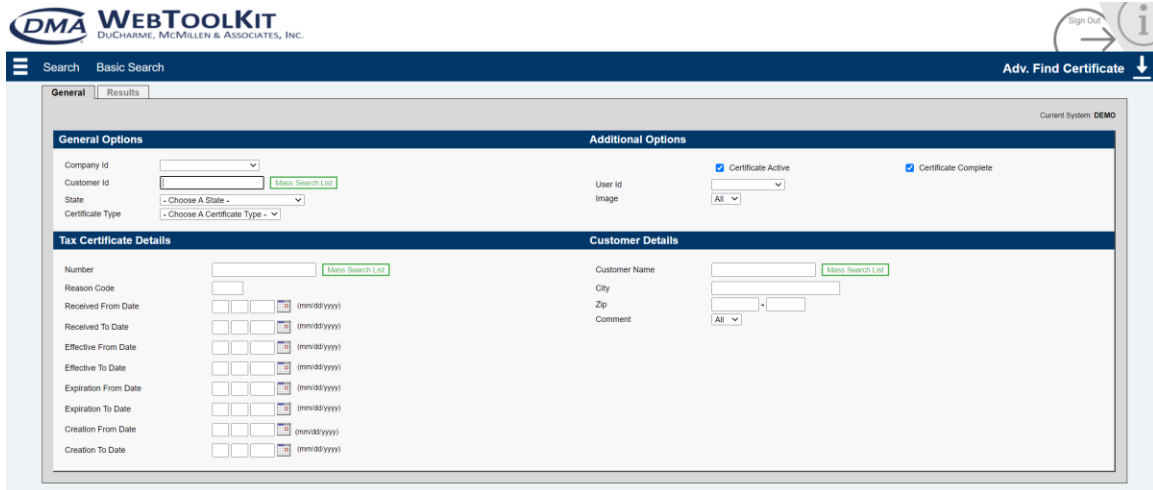 DMA WEBTOOLKIT
DUCHARME, MCMILLEN & ASSOCIATES, INC.
Sign Out
i
Search Basic Search Adv. Find Certificate
General Results
Current System: DEMO
General Options Additional Options
Company Id Certificate Active Certificate Complete
Customer Id Mass Search List User Id
State - Choose A State - Image All
Certificate Type - Choose A Certificate Type -
Tax Certificate Details Customer Details
Number Mass Search List Customer Name Mass Search List
Reason Code City
Received From Date (mm/dd/yyyy) Zip -
Received To Date (mm/dd/yyyy) Comment All
Effective From Date (mm/dd/yyyy)
Effective To Date (mm/dd/yyyy)
Expiration From Date (mm/dd/yyyy)
Expiration To Date (mm/dd/yyyy)
Creation From Date (mm/dd/yyyy)
Creation To Date (mm/dd/yyyy)